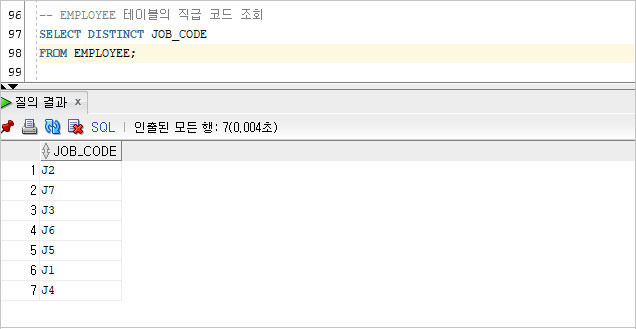 96 -- EMPLOYEE 테이블의 직급 코드 조회
97 SELECT DISTINCT JOB_CODE
98 FROM EMPLOYEE;
99
질의 결과 x
SQL | 인출된 모든 행: 7(0,004초)
JOB_CODE
1 J2
2 J7
3 J3
4 J6
5 J5
6 J1
7 J4